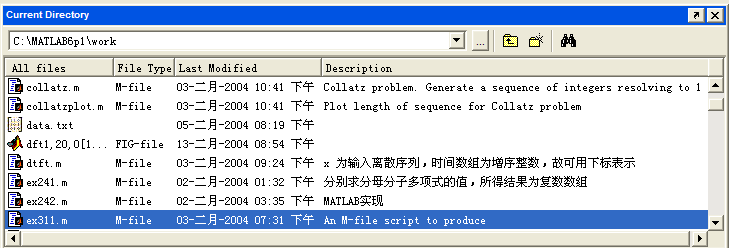 Current Directory
C:\MATLAB6p1\work ...
All files File Type Last Modified Description
collatz.m M-file 03-二月-2004 10:41 下午 Collatz problem. Generate a sequence of integers resolving to 1
collatzplot.m M-file 03-二月-2004 10:41 下午 Plot length of sequence for Collatz problem
data.txt 05-二月-2004 08:19 下午
dft1,20,0[1... FIG-file 13-二月-2004 08:54 下午
dtft.m M-file 03-二月-2004 09:24 下午 x 为输入离散序列，时间数组为增序整数，故可用下标表示
ex241.m M-file 02-二月-2004 01:32 下午 分别求分母分子多项式的值，所得结果为复数数组
ex242.m M-file 02-二月-2004 03:35 下午 MATLAB实现
ex311.m M-file 03-二月-2004 07:31 下午 An M-file script to produce